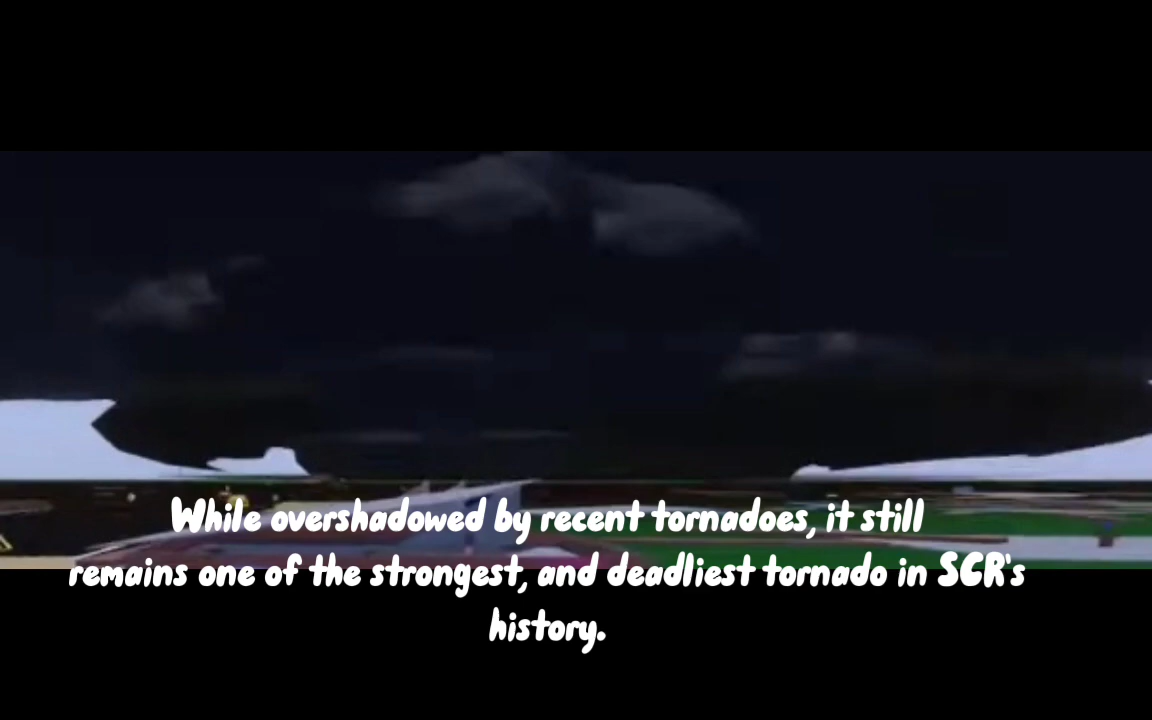 While overshadowed by recent tornadoes, it still
remains one of the strongest, and deadliest tornado in SCR's
history.